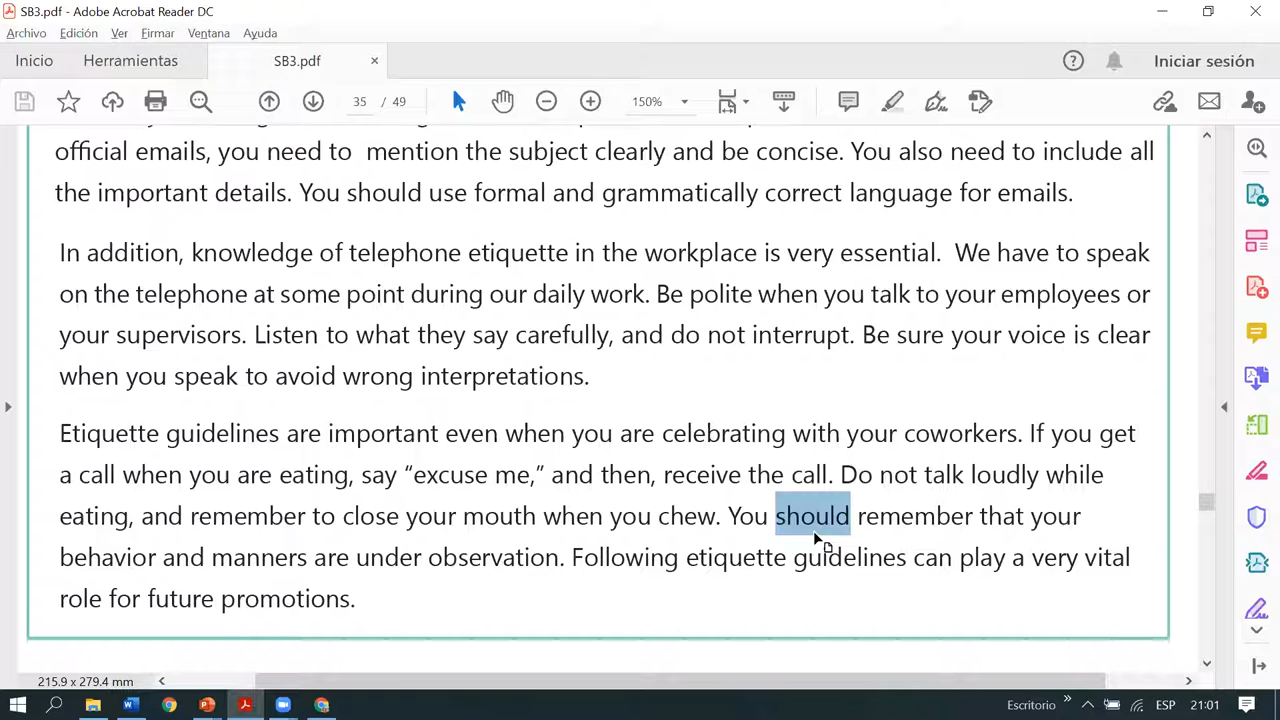 SB3.pdf - Adobe Acrobat Reader DC
Archivo Edición Ver Firmar Ventana Ayuda
Inicio Herramientas SB3.pdf Iniciar sesión
35 / 49 150%
official emails, you need to mention the subject clearly and be concise. You also need to include all
the important details. You should use formal and grammatically correct language for emails.
In addition, knowledge of telephone etiquette in the workplace is very essential. We have to speak
on the telephone at some point during our daily work. Be polite when you talk to your employees or
your supervisors. Listen to what they say carefully, and do not interrupt. Be sure your voice is clear
when you speak to avoid wrong interpretations.
Etiquette guidelines are important even when you are celebrating with your coworkers. If you get
a call when you are eating, say “excuse me,” and then, receive the call. Do not talk loudly while
eating, and remember to close your mouth when you chew. You should remember that your
behavior and manners are under observation. Following etiquette guidelines can play a very vital
role for future promotions.
215.9 x 279.4 mm
Escritorio ESP 21:01